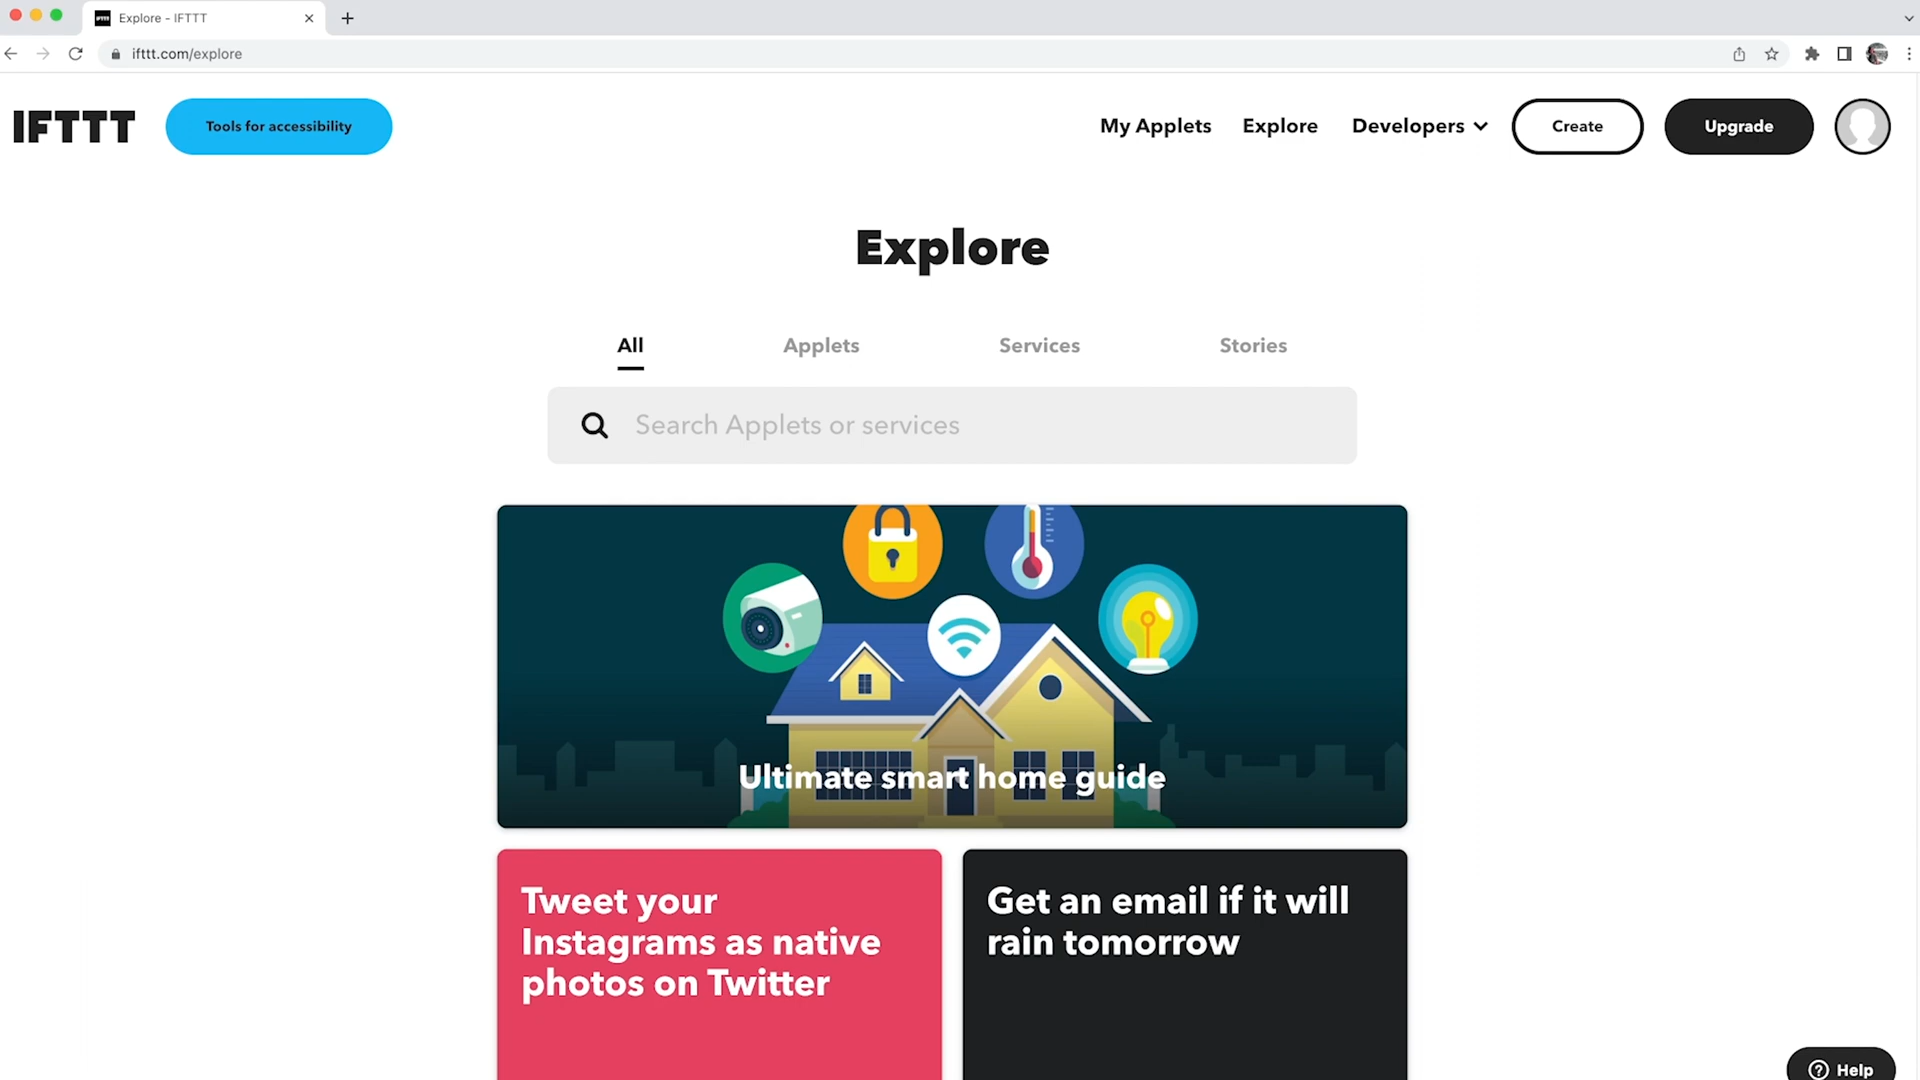 Explore - IFTTT
ifttt.com/explore
IFTTT
Tools for accessibility
My Applets
Explore
Developers
Create
Upgrade
Explore
All
Applets
Services
Stories
Search Applets or services
Ultimate smart home guide
Tweet your
Instagrams as native
photos on Twitter
Get an email if it will
rain tomorrow
Help